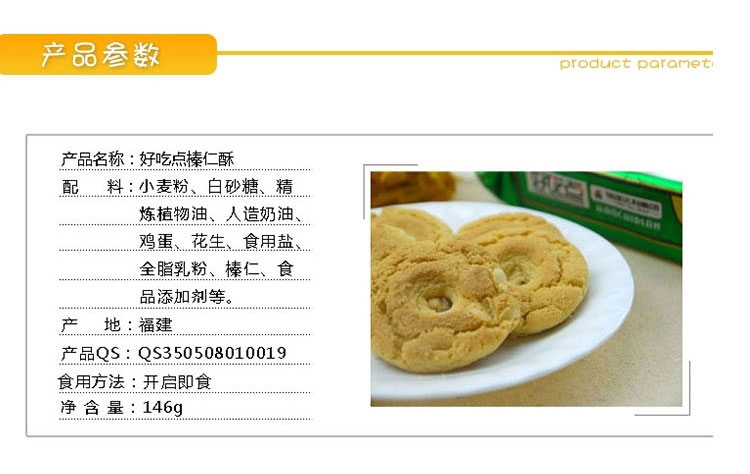 产品参数
product paramet
产品名称：好吃点榛仁酥
配 料：小麦粉、白砂糖、精
炼植物油、人造奶油、
鸡蛋、花生、食用盐、
全脂乳粉、榛仁、食
品添加剂等。
产 地：福建
产品QS：QS350508010019
食用方法：开启即食
净 含 量：146g